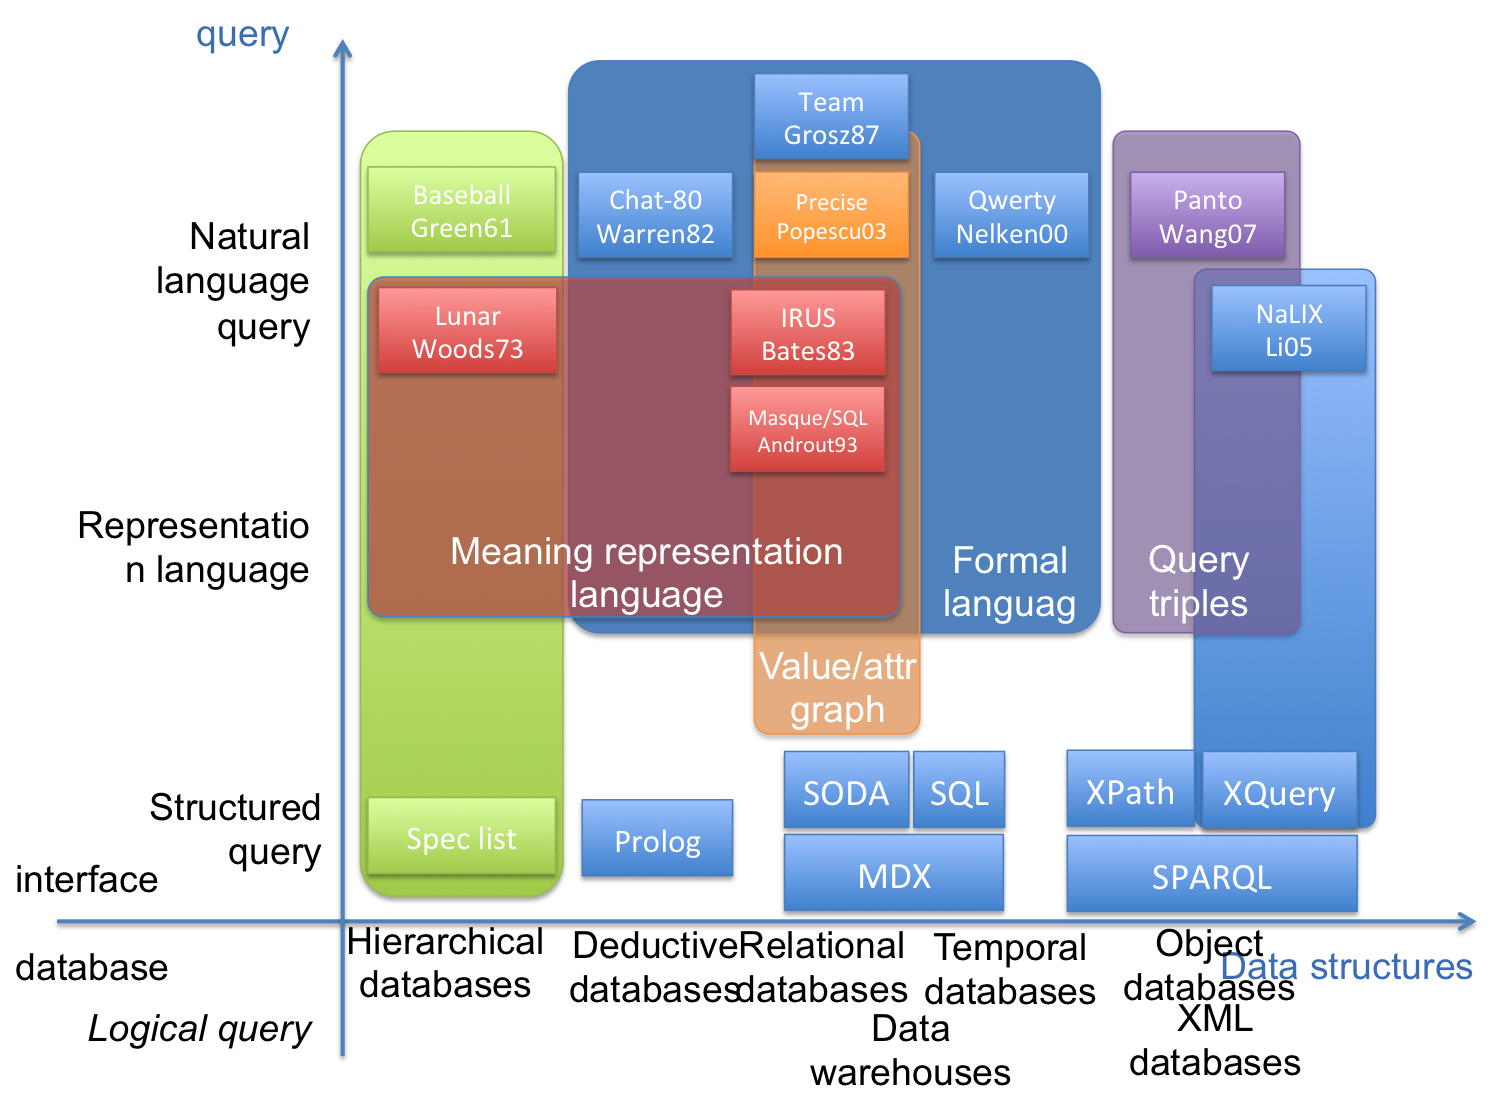 query
Team
Grosz87
Baseball
Green61
Chat-80
Warren82
Precise
Popescu03
Qwerty
Nelken00
Panto
Wang07
Natural
language
query
Lunar
Woods73
IRUS
Bates83
NaLIX
Li05
Masque/SQL
Androut93
Representatio
n language
Meaning representation
language
Formal
languag
Query
triples
Value/attr
graph
Structured
query
Spec list
Prolog
SODA
SQL
MDX
XPath
XQuery
SPARQL
interface
database
Logical query
Hierarchical
databases
Deductive
databases
Relational
databases
Temporal
databases
Data
warehouses
Object
databases
XML
databases
Data structures